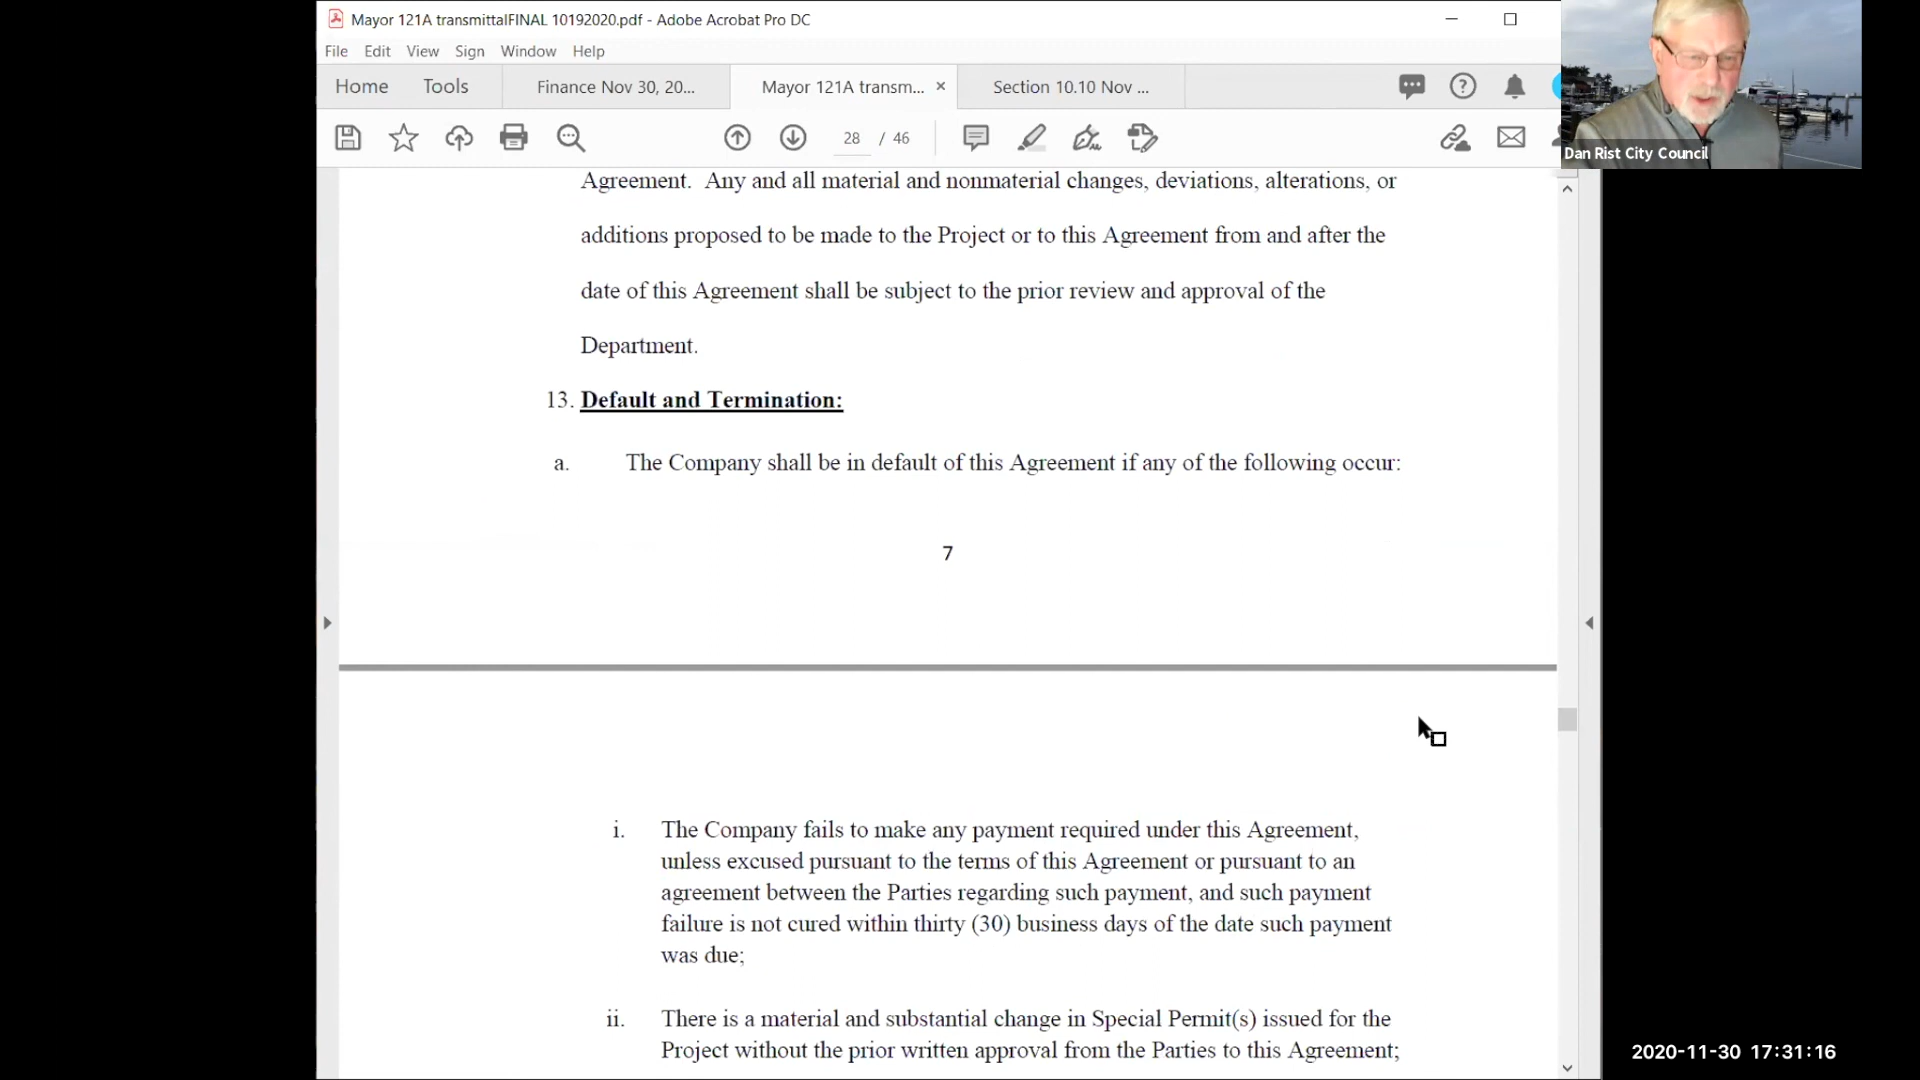 Mayor 121A transmittalFINAL 10192020.pdf - Adobe Acrobat Pro DC
File Edit View Sign Window Help
Home Tools Finance Nov 30, 20... Mayor 121A transm... × Section 10.10 Nov ...
28 / 46
Dan Rist City Council
Agreement. Any and all material and nonmaterial changes, deviations, alterations, or
additions proposed to be made to the Project or to this Agreement from and after the
date of this Agreement shall be subject to the prior review and approval of the
Department.
13. Default and Termination:
a. The Company shall be in default of this Agreement if any of the following occur:
7
i. The Company fails to make any payment required under this Agreement,
unless excused pursuant to the terms of this Agreement or pursuant to an
agreement between the Parties regarding such payment, and such payment
failure is not cured within thirty (30) business days of the date such payment
was due;
ii. There is a material and substantial change in Special Permit(s) issued for the
Project without the prior written approval from the Parties to this Agreement;
2020-11-30 17:31:16